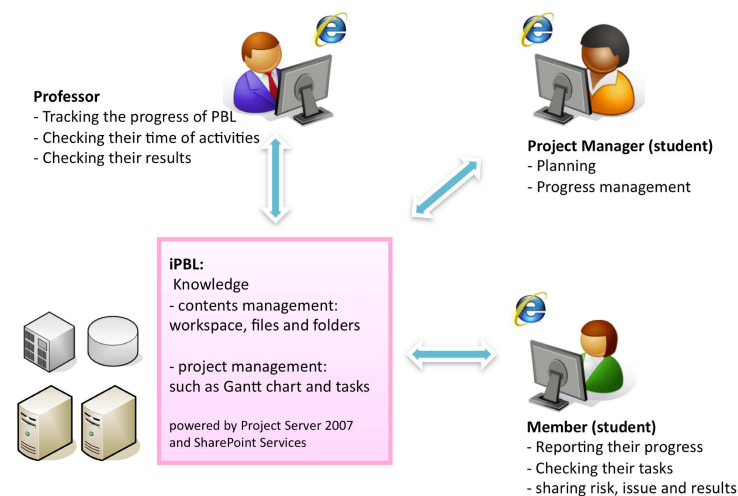 Professor
- Tracking the progress of PBL
- Checking their time of activities
- Checking their results
Project Manager (student)
- Planning
- Progress management
iPBL:
Knowledge
- contents management:
workspace, files and folders
- project management:
such as Gantt chart and tasks
powered by Project Server 2007
and SharePoint Services
Member (student)
- Reporting their progress
- Checking their tasks
- sharing risk, issue and results